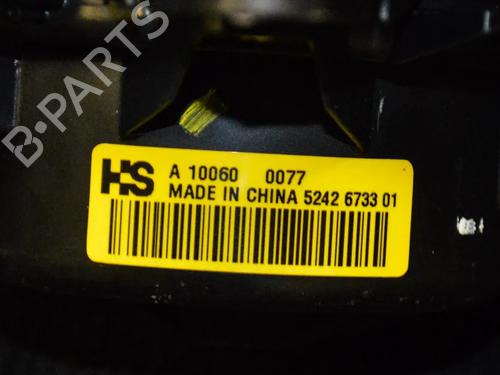 B-PARTS
HS A 10060 0077
MADE IN CHINA 5242 6733 01